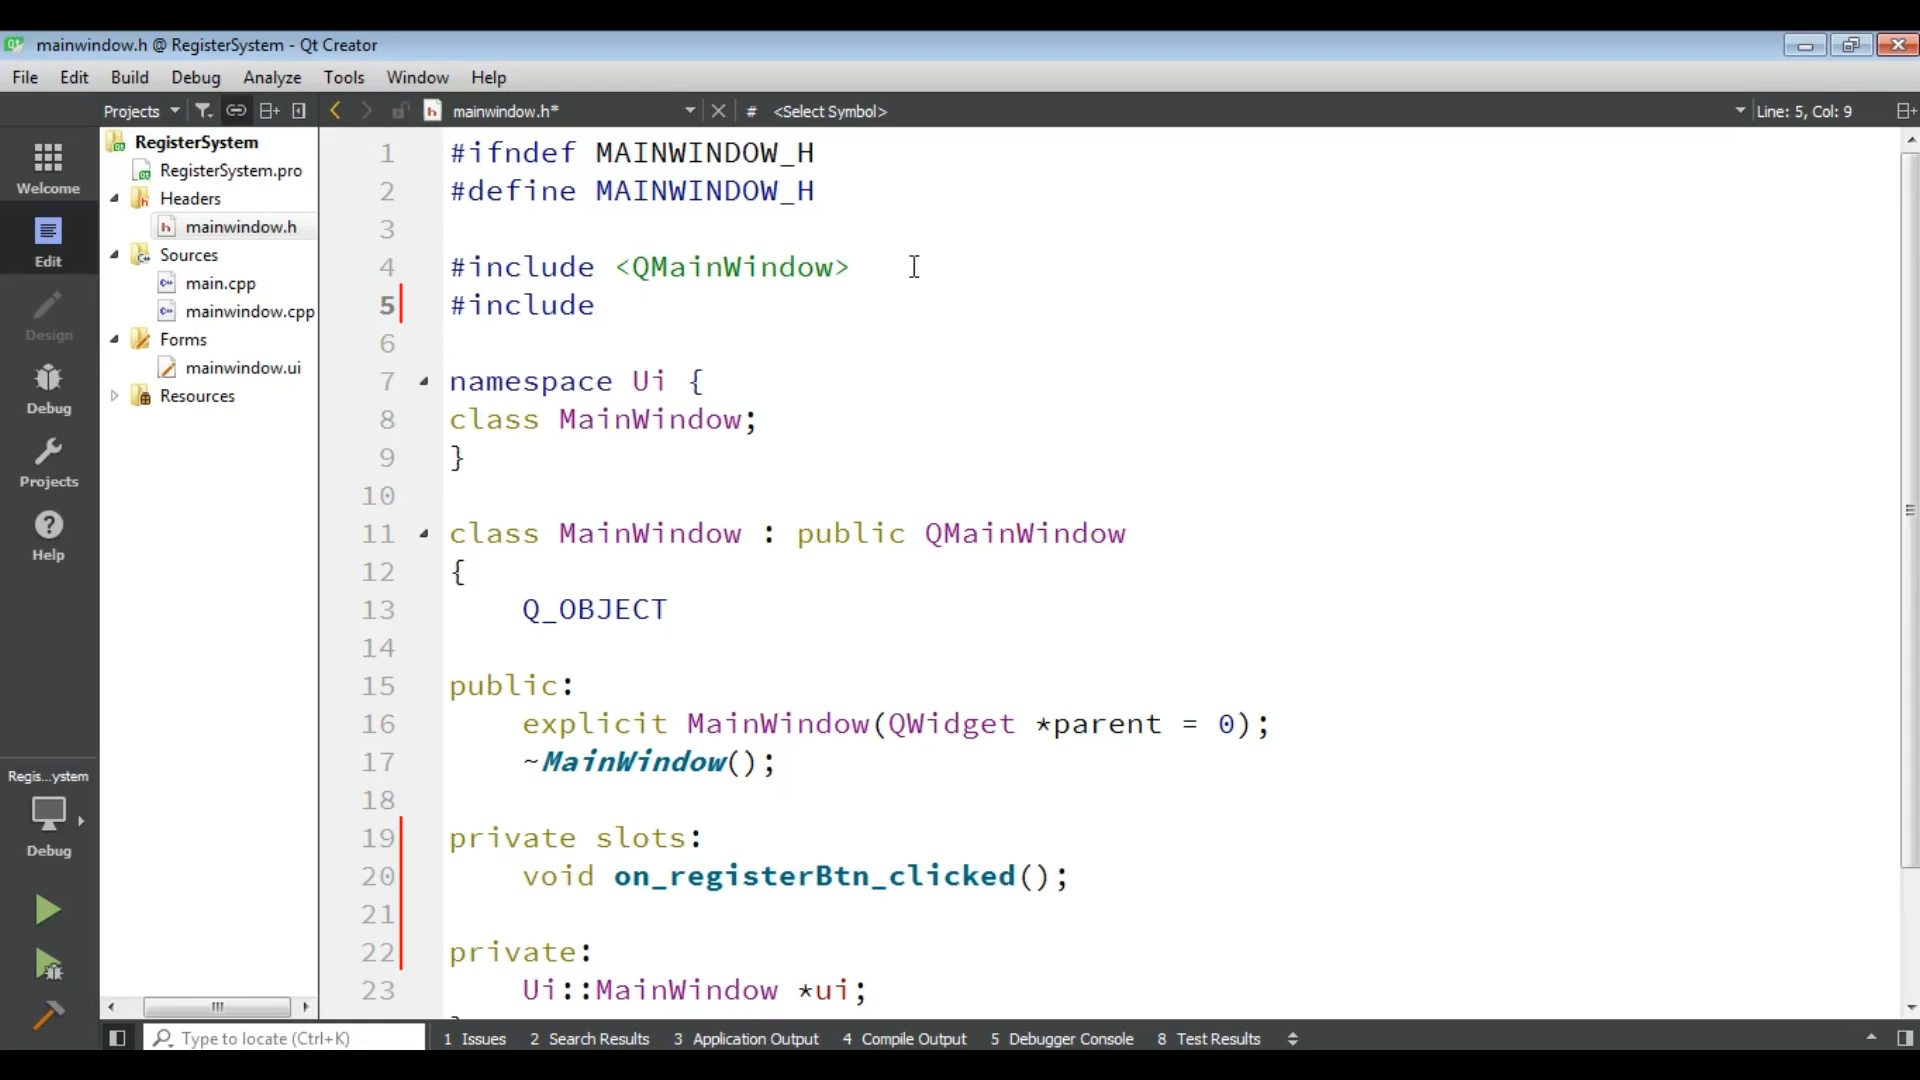 mainwindow.h @ RegisterSystem - Qt Creator
File Edit Build Debug Analyze Tools Window Help
Projects mainwindow.h* # <Select Symbol> Line: 5, Col: 9
Welcome
Edit
Design
Debug
Projects
Help
Regis...ystem
Debug
RegisterSystem
RegisterSystem.pro
Headers
mainwindow.h
Sources
main.cpp
mainwindow.cpp
Forms
mainwindow.ui
Resources
1 #ifndef MAINWINDOW_H
2 #define MAINWINDOW_H
3
4 #include <QMainWindow>
5 #include
6
7 namespace Ui {
8 class MainWindow;
9 }
10
11 class MainWindow : public QMainWindow
12 {
13 Q_OBJECT
14
15 public:
16 explicit MainWindow(QWidget *parent = 0);
17 ~MainWindow();
18
19 private slots:
20 void on_registerBtn_clicked();
21
22 private:
23 Ui::MainWindow *ui;
Type to locate (Ctrl+K) 1 Issues 2 Search Results 3 Application Output 4 Compile Output 5 Debugger Console 8 Test Results